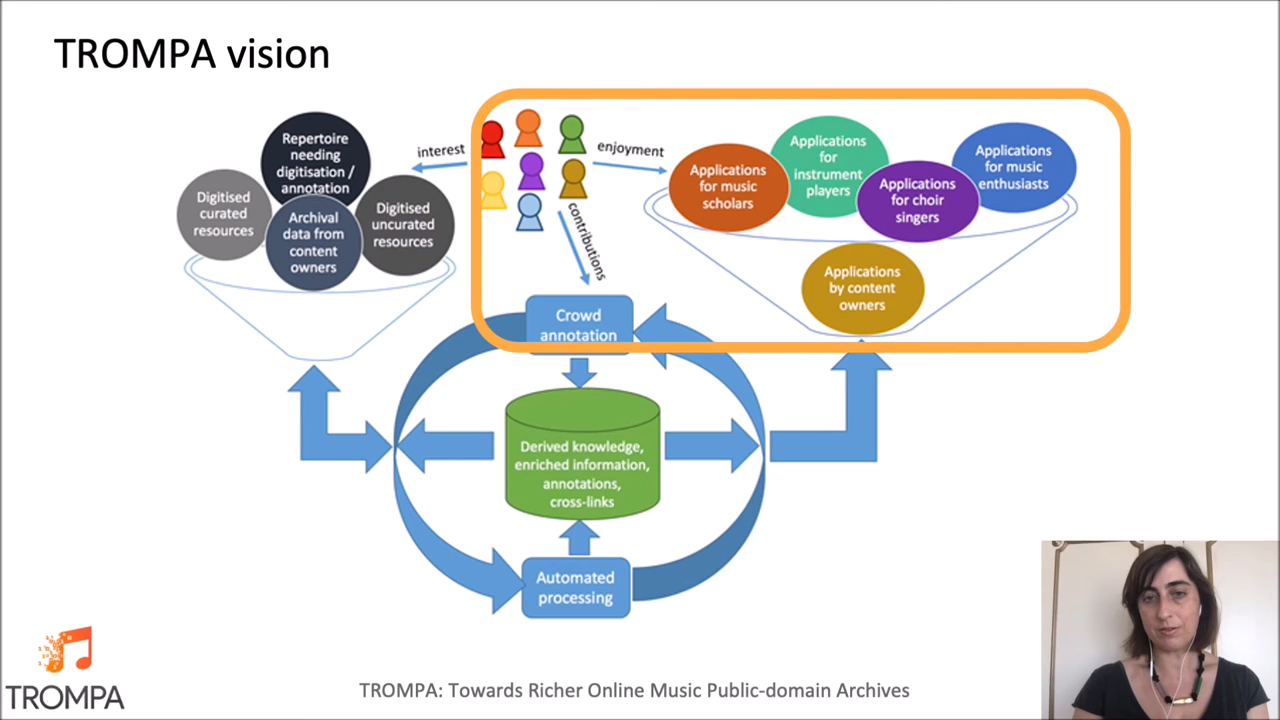 TROMPA vision
Repertoire
needing
digitisation /
annotation
Digitised
curated
resources
Archival
data from
content
owners
Digitised
uncurated
resources
interest
enjoyment
contributions
Applications
for music
scholars
Applications
for
instrument
players
Applications
for choir
singers
Applications
for music
enthusiasts
Applications
by content
owners
Crowd
annotation
Derived knowledge,
enriched information,
annotations,
cross-links
Automated
processing
TROMPA
TROMPA: Towards Richer Online Music Public-domain Archives